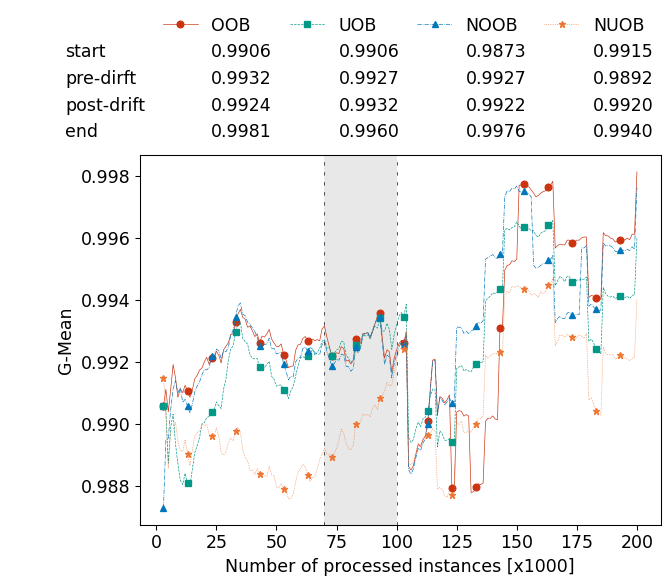 OOB UOB NOOB NUOB
start 0.9906 0.9906 0.9873 0.9915
pre-dirft 0.9932 0.9927 0.9927 0.9892
post-drift 0.9924 0.9932 0.9922 0.9920
end 0.9981 0.9960 0.9976 0.9940
0.998
0.996
0.994
0.992
0.990
0.988
G-Mean
0 25 50 75 100 125 150 175 200
Number of processed instances [x1000]